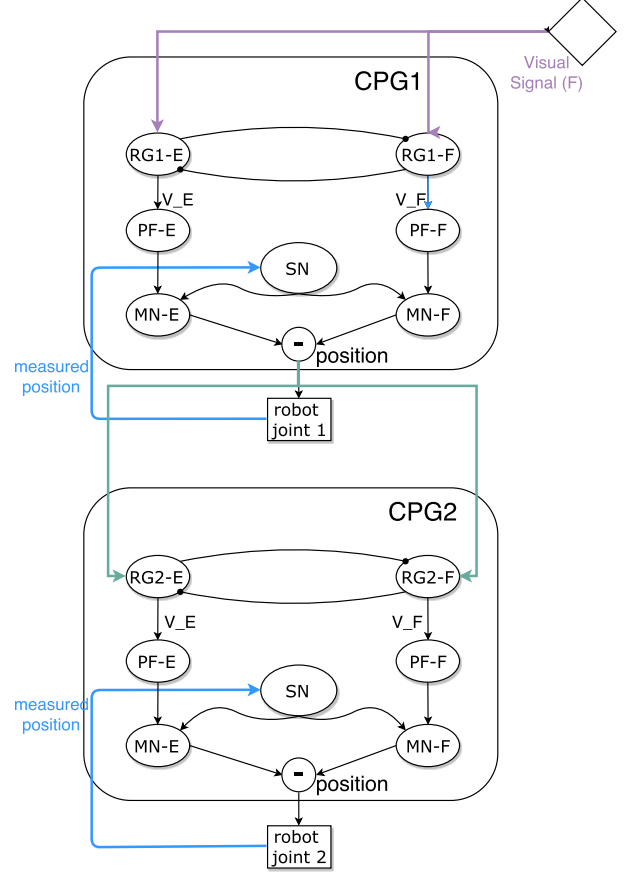 Visual
Signal (F)
CPG1
RG1-E
RG1-F
V_E
V_F
PF-E
PF-F
SN
MN-E
MN-F
-
position
measured
position
robot
joint 1
CPG2
RG2-E
RG2-F
V_E
V_F
PF-E
PF-F
SN
measured
position
MN-E
MN-F
-
position
robot
joint 2